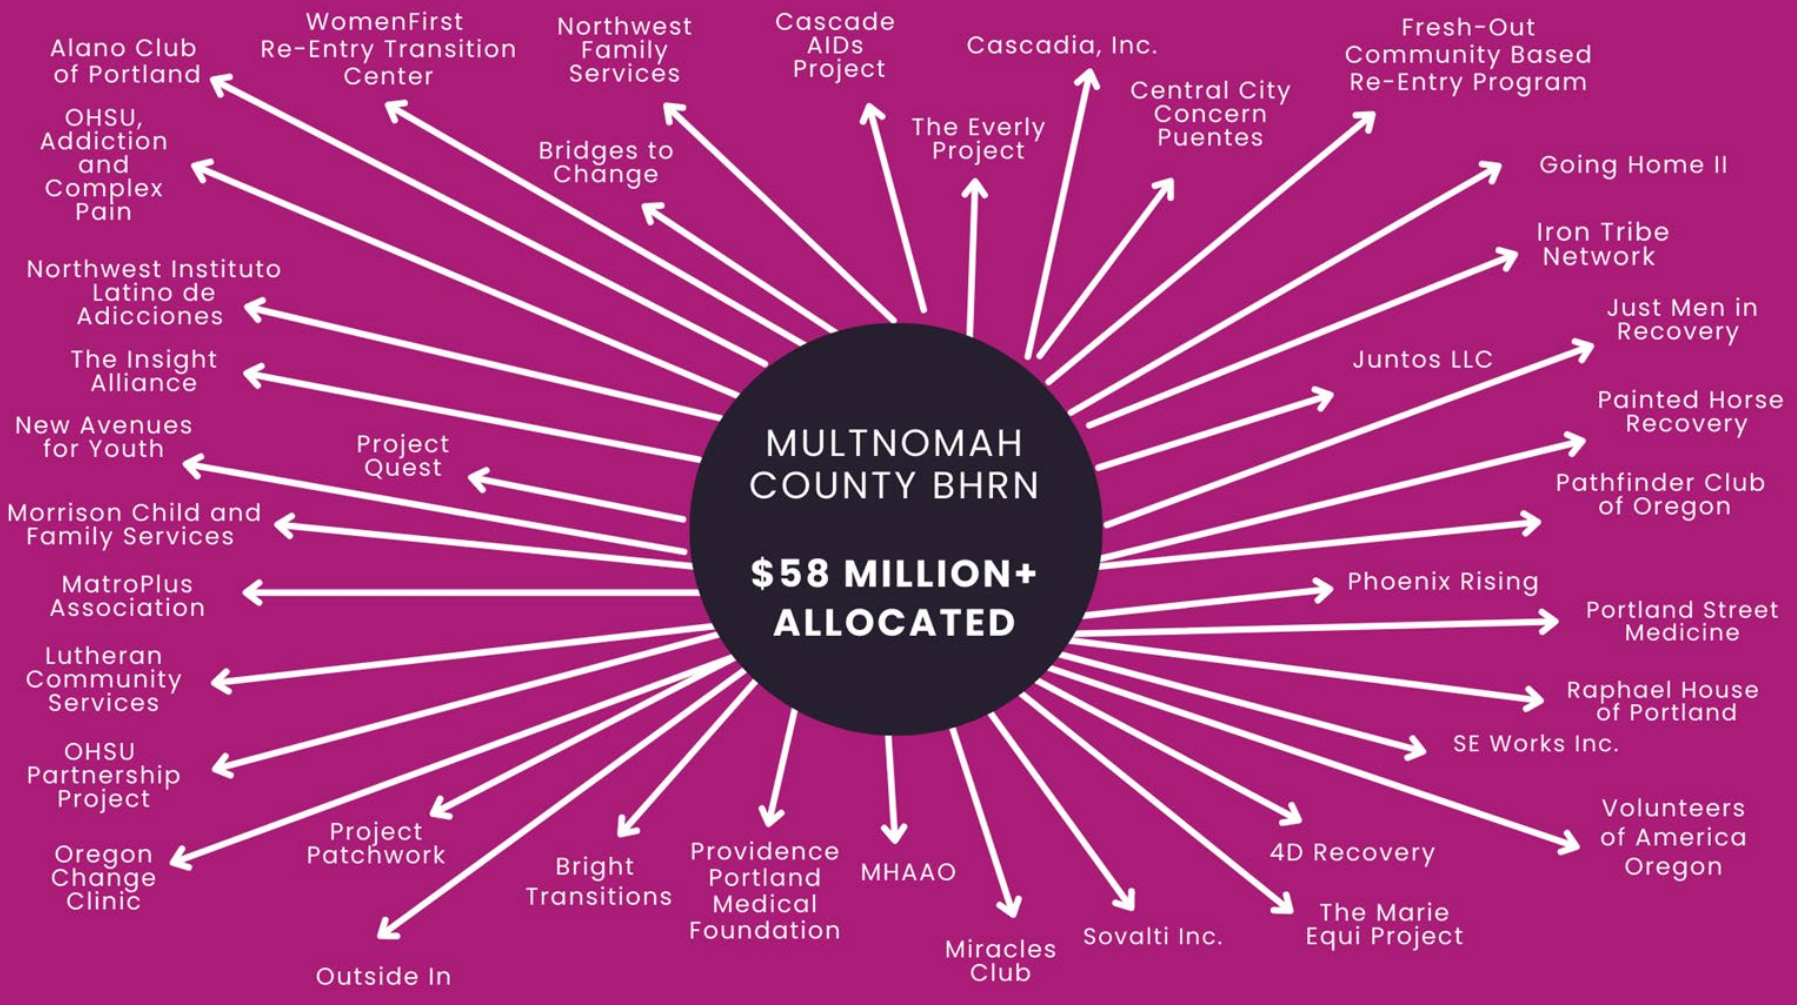 Alano Club
of Portland
WomenFirst
Re-Entry Transition
Center
Northwest
Family
Services
Cascade
AIDs
Project
Cascadia, Inc.
Fresh-Out
Community Based
Re-Entry Program
OHSU,
Addiction
and
Complex
Pain
Bridges to
Change
The Everly
Project
Central City
Concern
Puentes
Going Home II
Iron Tribe
Network
Northwest Instituto
Latino de
Adicciones
Just Men in
Recovery
The Insight
Alliance
Juntos LLC
New Avenues
for Youth
Project
Quest
Painted Horse
Recovery
MULTNOMAH
COUNTY BHRN
$58 MILLION+
ALLOCATED
Morrison Child and
Family Services
Pathfinder Club
of Oregon
MatroPlus
Association
Phoenix Rising
Portland Street
Medicine
Lutheran
Community
Services
Raphael House
of Portland
SE Works Inc.
OHSU
Partnership
Project
Volunteers
of America
Oregon
Oregon
Change
Clinic
Project
Patchwork
Bright
Transitions
Providence
Portland
Medical
Foundation
MHAAO
4D Recovery
Outside In
Miracles
Club
Sovalti Inc.
The Marie
Equi Project